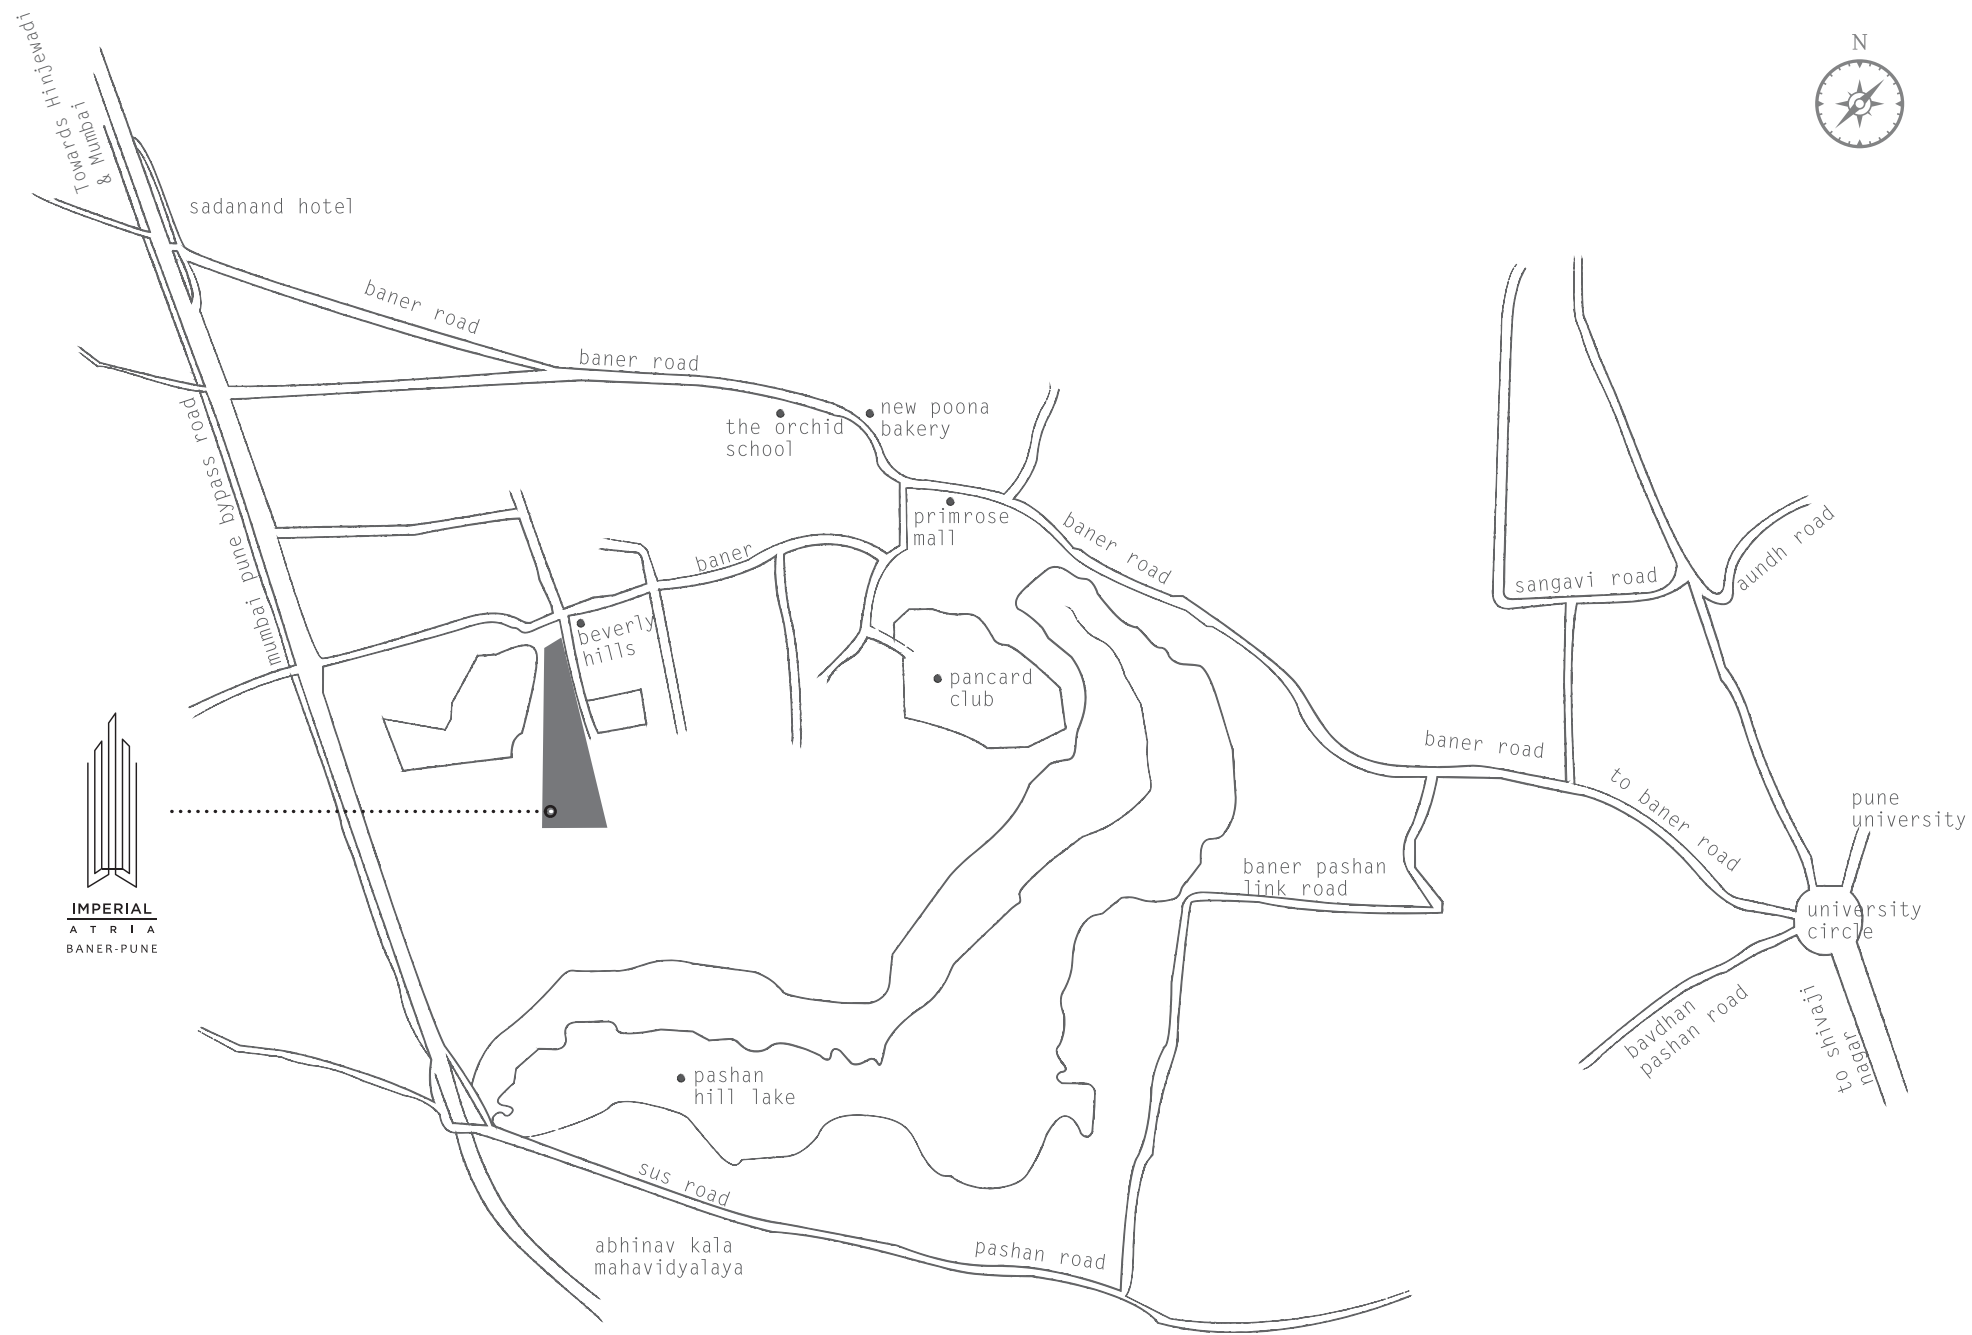 Towards Hinjewadi
& Mumbai
N
sadanand hotel
baner road
baner road
new poona
bakery
the orchid
school
mumbai pune bypass road
primrose
mall
baner road
baner
aundh road
sangavi road
beverly
hills
pancard
club
baner road
to baner road
pune
university
baner pashan
link road
IMPERIAL
ATRIA
BANER-PUNE
university
circle
bavdhan
pashan road
to shivaji
nagar
pashan
hill lake
sus road
abhinav kala
mahavidyalaya
pashan road